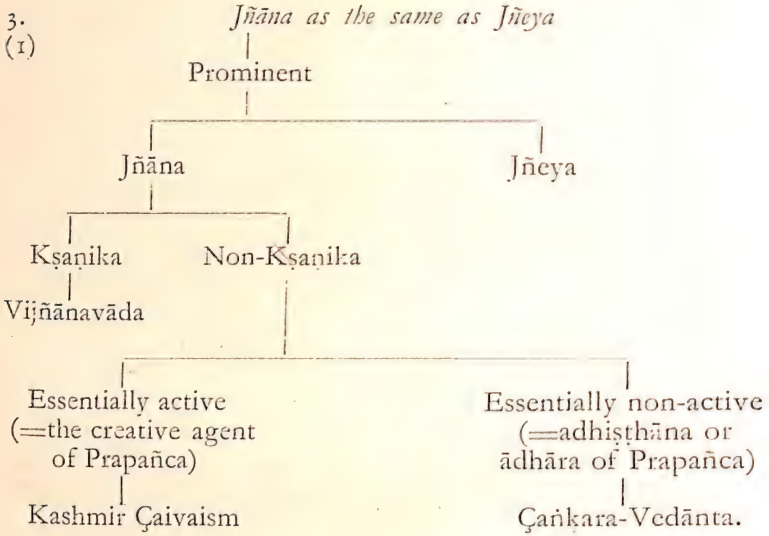 3. Jñāna as the same as Jñeya
(1)
Prominent
Jñāna Jñeya
Kṣaṇika Non-Kṣaṇika
Vijñānavāda
Essentially active Essentially non-active
(=the creative agent (=adhiṣṭhāna or
of Prapañca) ādhāra of Prapañca)
Kashmir Çaivaism Çaṅkara-Vedānta.